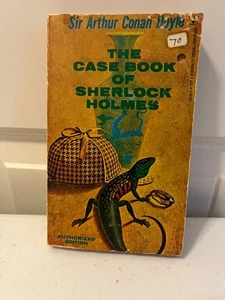 Sir Arthur Conan Doyle
70
THE
CASE BOOK
OF
SHERLOCK
HOLMES
AUTHORIZED
EDITION